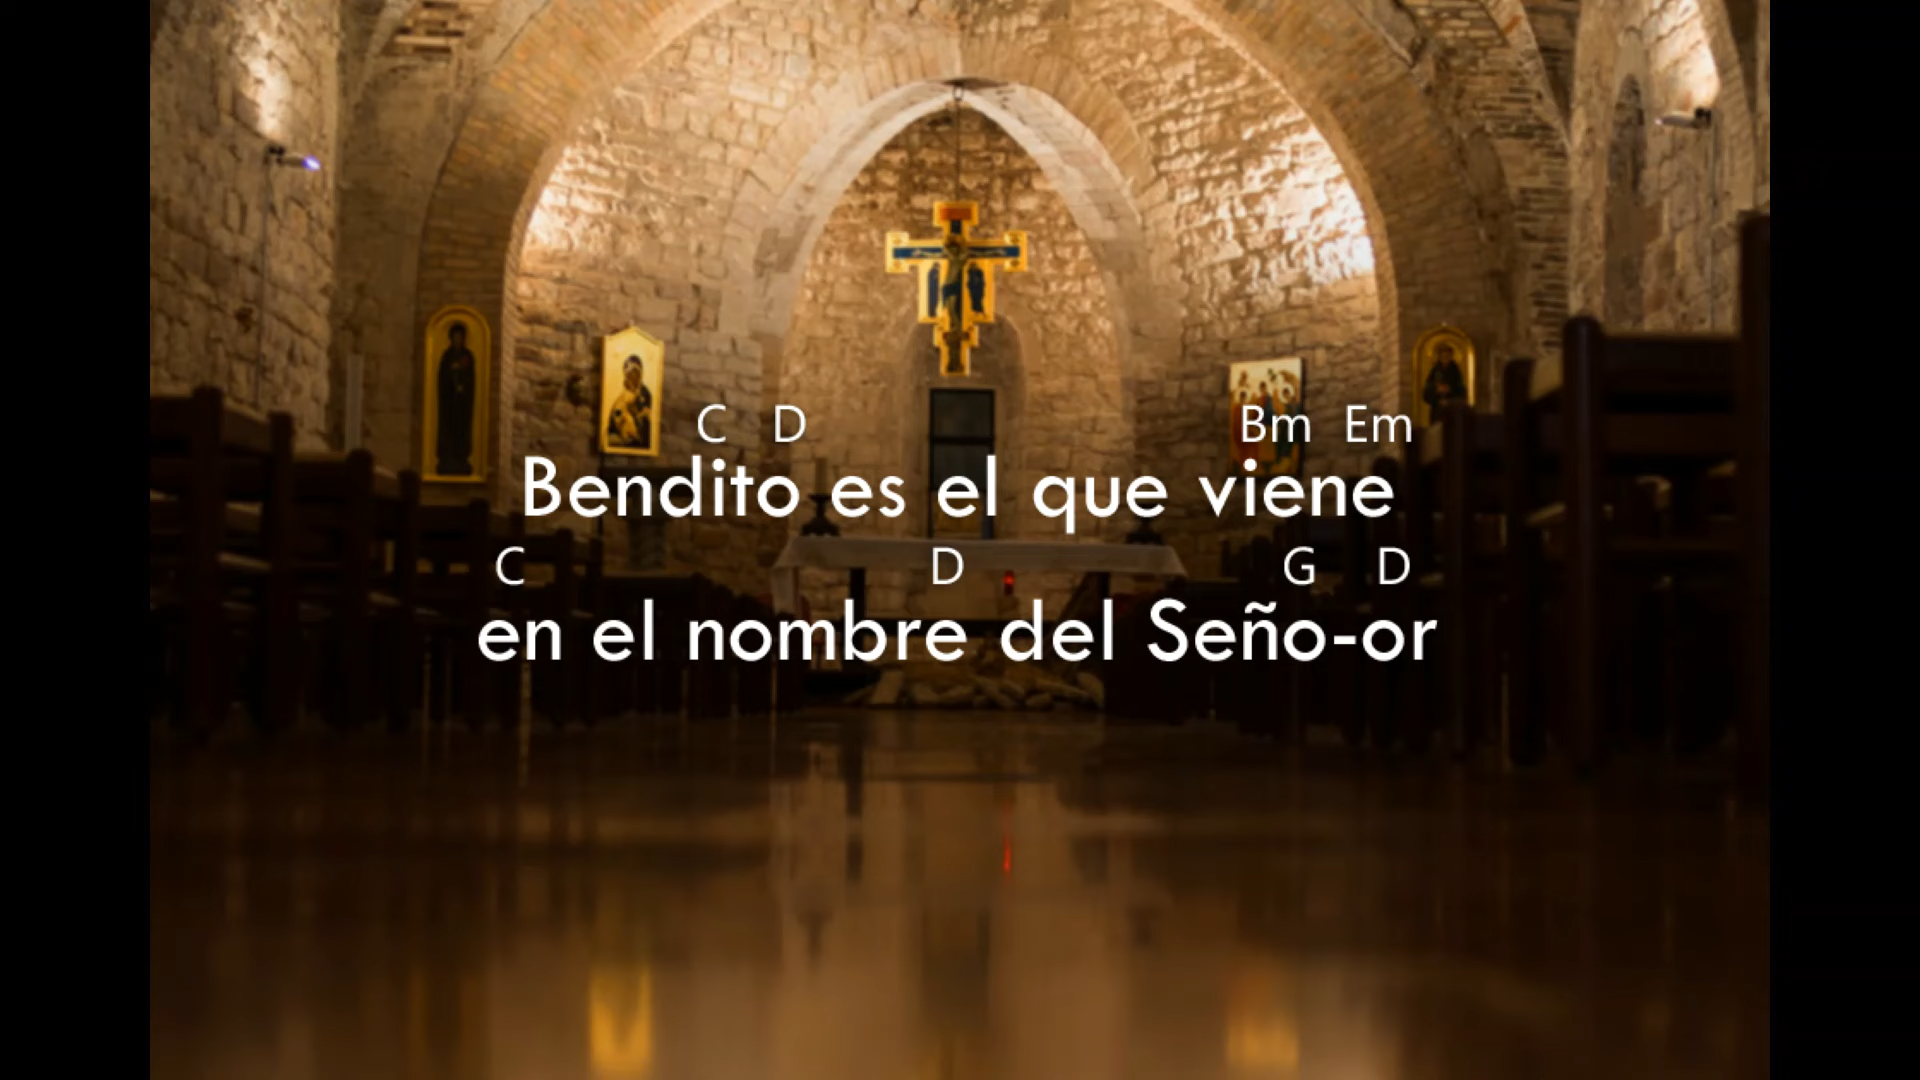 C D Bm Em
Bendito es el que viene
C D G D
en el nombre del Seño-or